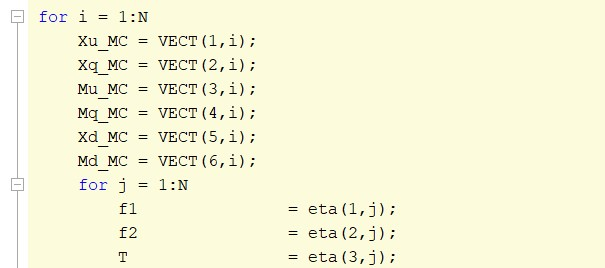 for i = 1:N
Xu_MC = VECT(1,i);
Xq_MC = VECT(2,i);
Mu_MC = VECT(3,i);
Mq_MC = VECT(4,i);
Xd_MC = VECT(5,i);
Md_MC = VECT(6,i);
for j = 1:N
f1 = eta(1,j);
f2 = eta(2,j);
T = eta(3,j);